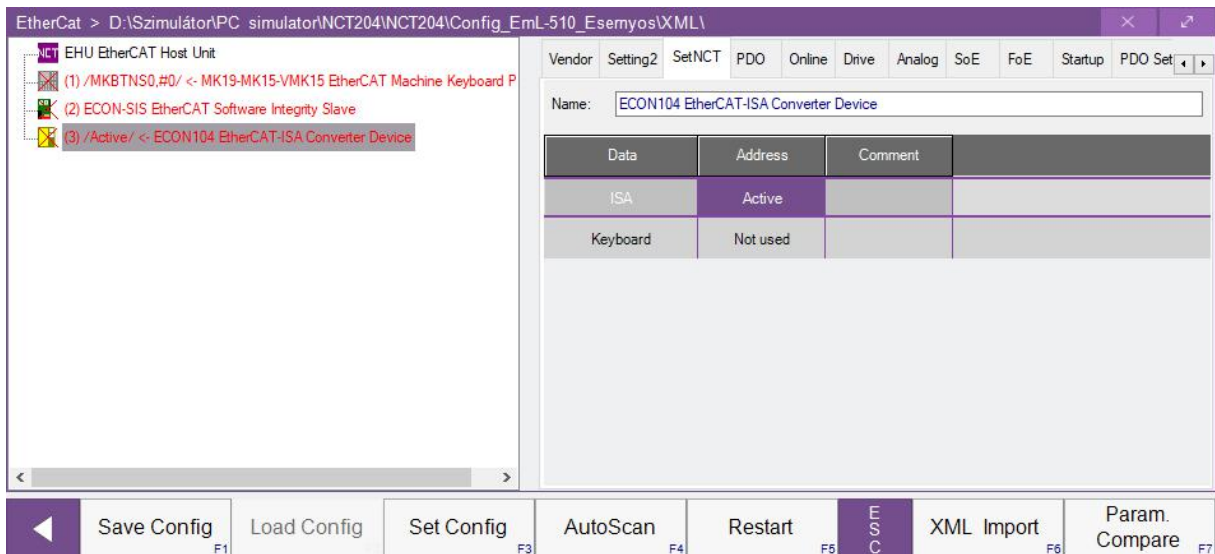 EtherCat > D:\Szimulátor\PC simulator\NCT204\NCT204\Config_EmL-510_Esemyos\XML\
NCT EHU EtherCAT Host Unit
(1) /MKBTNS0,#0/ <- MK19-MK15-VMK15 EtherCAT Machine Keyboard P
(2) ECON-SIS EtherCAT Software Integrity Slave
(3) /Active/ <- ECON104 EtherCAT-ISA Converter Device
Vendor Setting2 SetNCT PDO Online Drive Analog SoE FoE Startup PDO Set
Name: ECON104 EtherCAT-ISA Converter Device
Data Address Comment
ISA Active
Keyboard Not used
Save Config F1 Load Config Set Config F3 AutoScan F4 Restart F5 ESC XML Import F6 Param. Compare F7